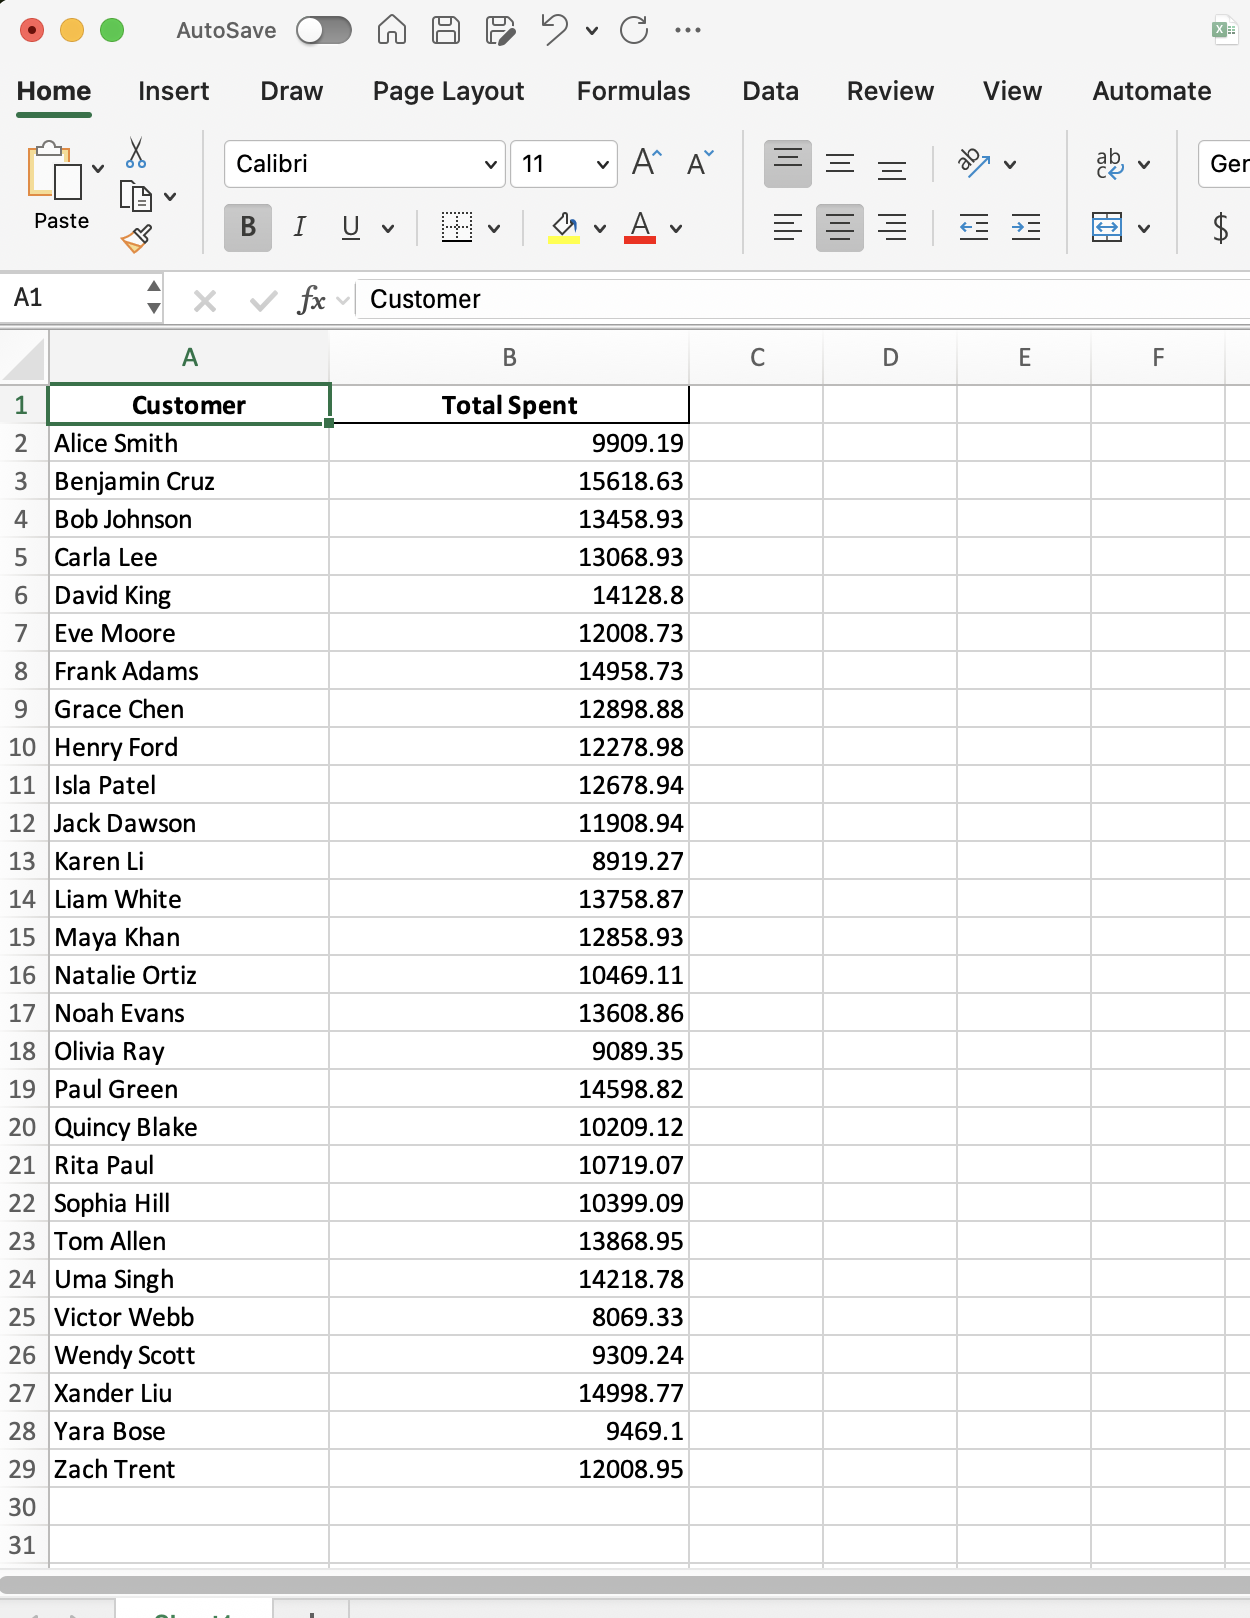 AutoSave
Home Insert Draw Page Layout Formulas Data Review View Automate
Paste
Calibri 11 A A
B I U A ab c $
A1 fx Customer
A B C D E F
1 Customer Total Spent
2 Alice Smith 9909.19
3 Benjamin Cruz 15618.63
4 Bob Johnson 13458.93
5 Carla Lee 13068.93
6 David King 14128.8
7 Eve Moore 12008.73
8 Frank Adams 14958.73
9 Grace Chen 12898.88
10 Henry Ford 12278.98
11 Isla Patel 12678.94
12 Jack Dawson 11908.94
13 Karen Li 8919.27
14 Liam White 13758.87
15 Maya Khan 12858.93
16 Natalie Ortiz 10469.11
17 Noah Evans 13608.86
18 Olivia Ray 9089.35
19 Paul Green 14598.82
20 Quincy Blake 10209.12
21 Rita Paul 10719.07
22 Sophia Hill 10399.09
23 Tom Allen 13868.95
24 Uma Singh 14218.78
25 Victor Webb 8069.33
26 Wendy Scott 9309.24
27 Xander Liu 14998.77
28 Yara Bose 9469.1
29 Zach Trent 12008.95
30
31